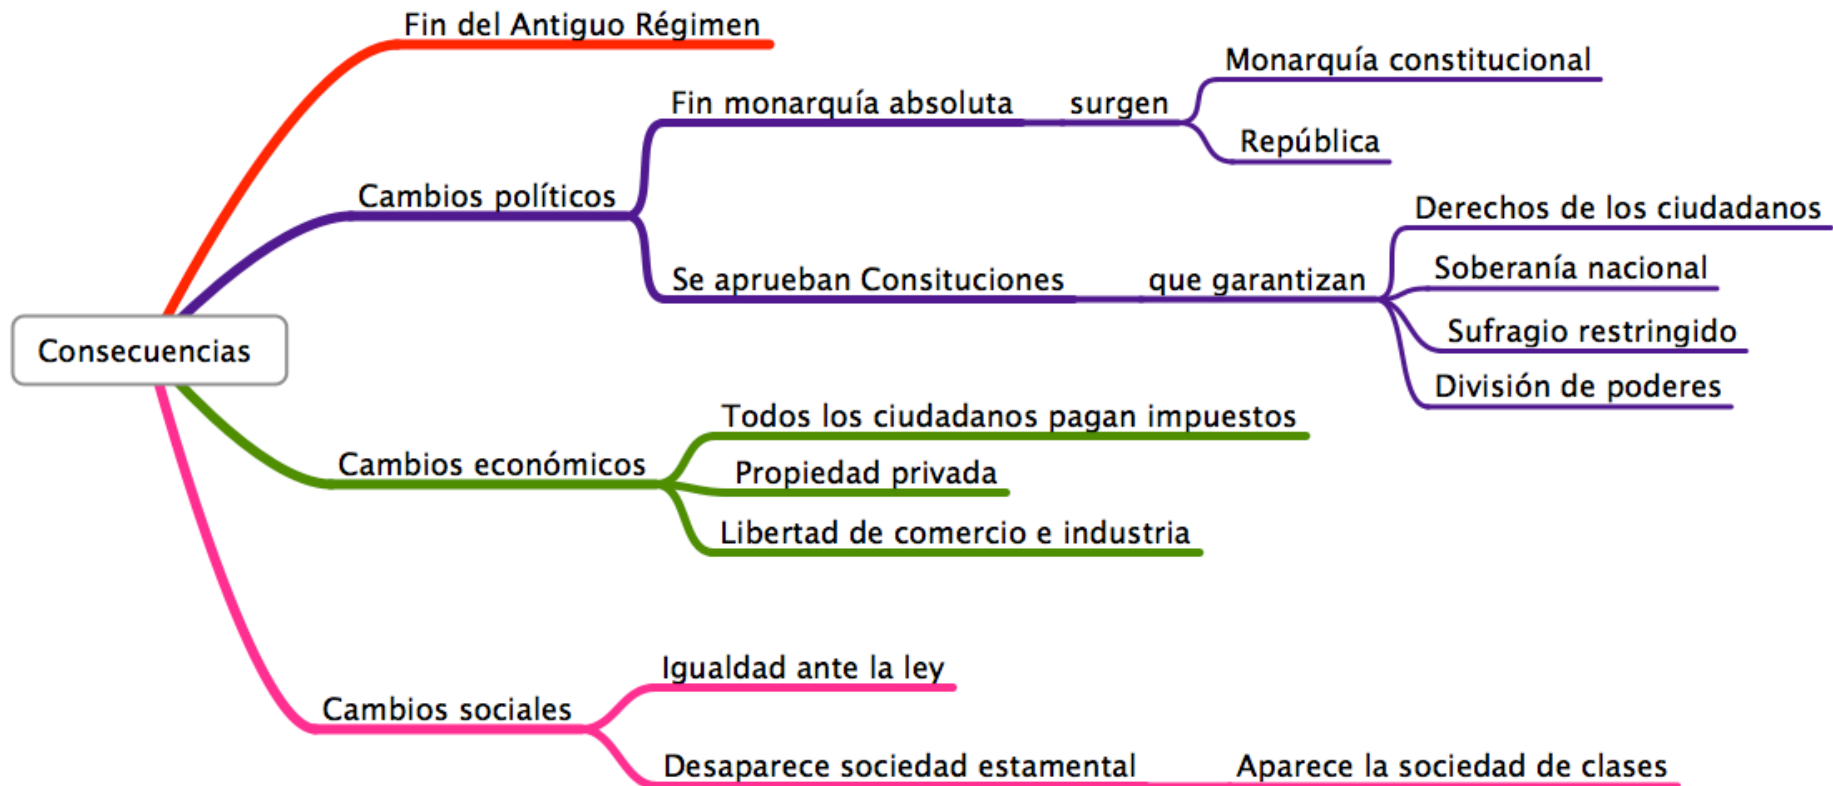 Fin del Antiguo Régimen
Monarquía constitucional
Fin monarquía absoluta
surgen
República
Cambios políticos
Derechos de los ciudadanos
Soberanía nacional
Se aprueban Consituciones
que garantizan
Sufragio restringido
División de poderes
Consecuencias
Todos los ciudadanos pagan impuestos
Cambios económicos
Propiedad privada
Libertad de comercio e industria
Igualdad ante la ley
Cambios sociales
Desaparece sociedad estamental
Aparece la sociedad de clases